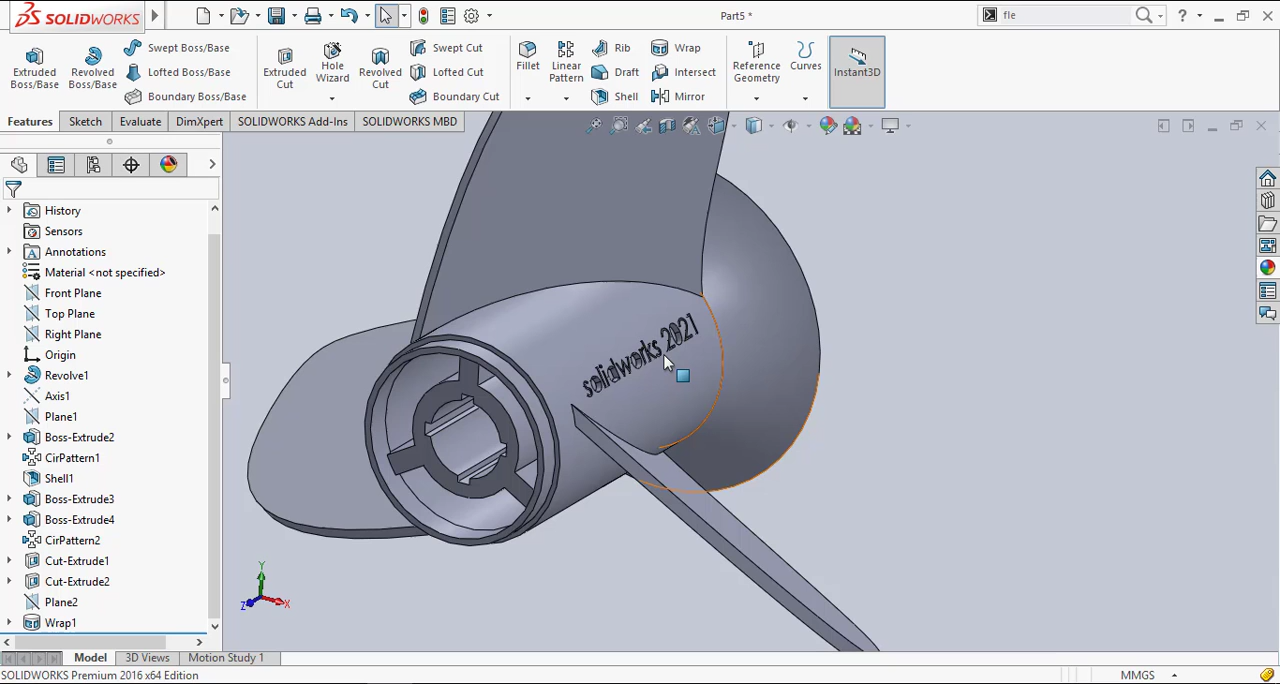 SOLIDWORKS
Part5 *
fle
Extruded Boss/Base
Revolved Boss/Base
Swept Boss/Base
Lofted Boss/Base
Boundary Boss/Base
Extruded Cut
Hole Wizard
Revolved Cut
Swept Cut
Lofted Cut
Boundary Cut
Fillet
Linear Pattern
Rib
Draft
Shell
Wrap
Intersect
Mirror
Reference Geometry
Curves
Instant3D
Features
Sketch
Evaluate
DimXpert
SOLIDWORKS Add-Ins
SOLIDWORKS MBD
History
Sensors
Annotations
Material <not specified>
Front Plane
Top Plane
Right Plane
Origin
Revolve1
Axis1
Plane1
Boss-Extrude2
CirPattern1
Shell1
Boss-Extrude3
Boss-Extrude4
CirPattern2
Cut-Extrude1
Cut-Extrude2
Plane2
Wrap1
solidworks 2021
Y
Z
X
Model
3D Views
Motion Study 1
SOLIDWORKS Premium 2016 x64 Edition
MMGS